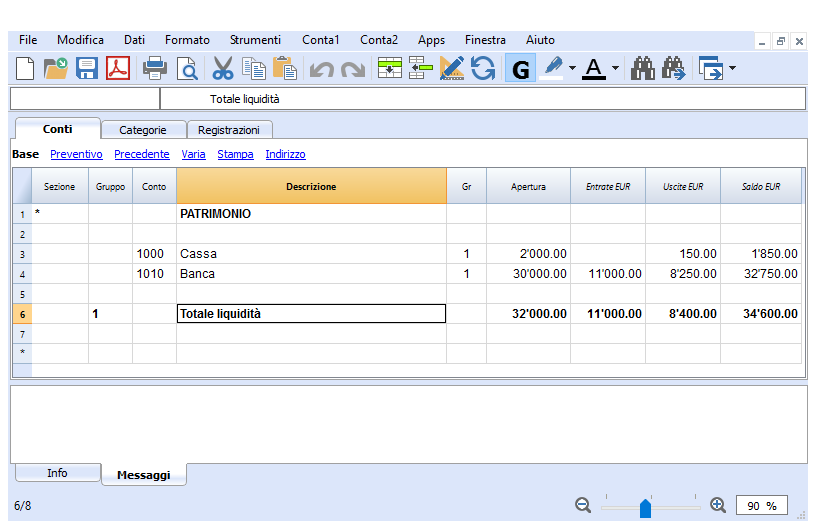 File Modifica Dati Formato Strumenti Conta1 Conta2 Apps Finestra Aiuto
G A
Totale liquidità
Conti Categorie Registrazioni
Base Preventivo Precedente Varia Stampa Indirizzo
Sezione Gruppo Conto Descrizione Gr Apertura Entrate EUR Uscite EUR Saldo EUR
1 * PATRIMONIO
2
3 1000 Cassa 1 2'000.00 150.00 1'850.00
4 1010 Banca 1 30'000.00 11'000.00 8'250.00 32'750.00
5
6 1 Totale liquidità 32'000.00 11'000.00 8'400.00 34'600.00
7
*
Info Messaggi
6/8 90 %